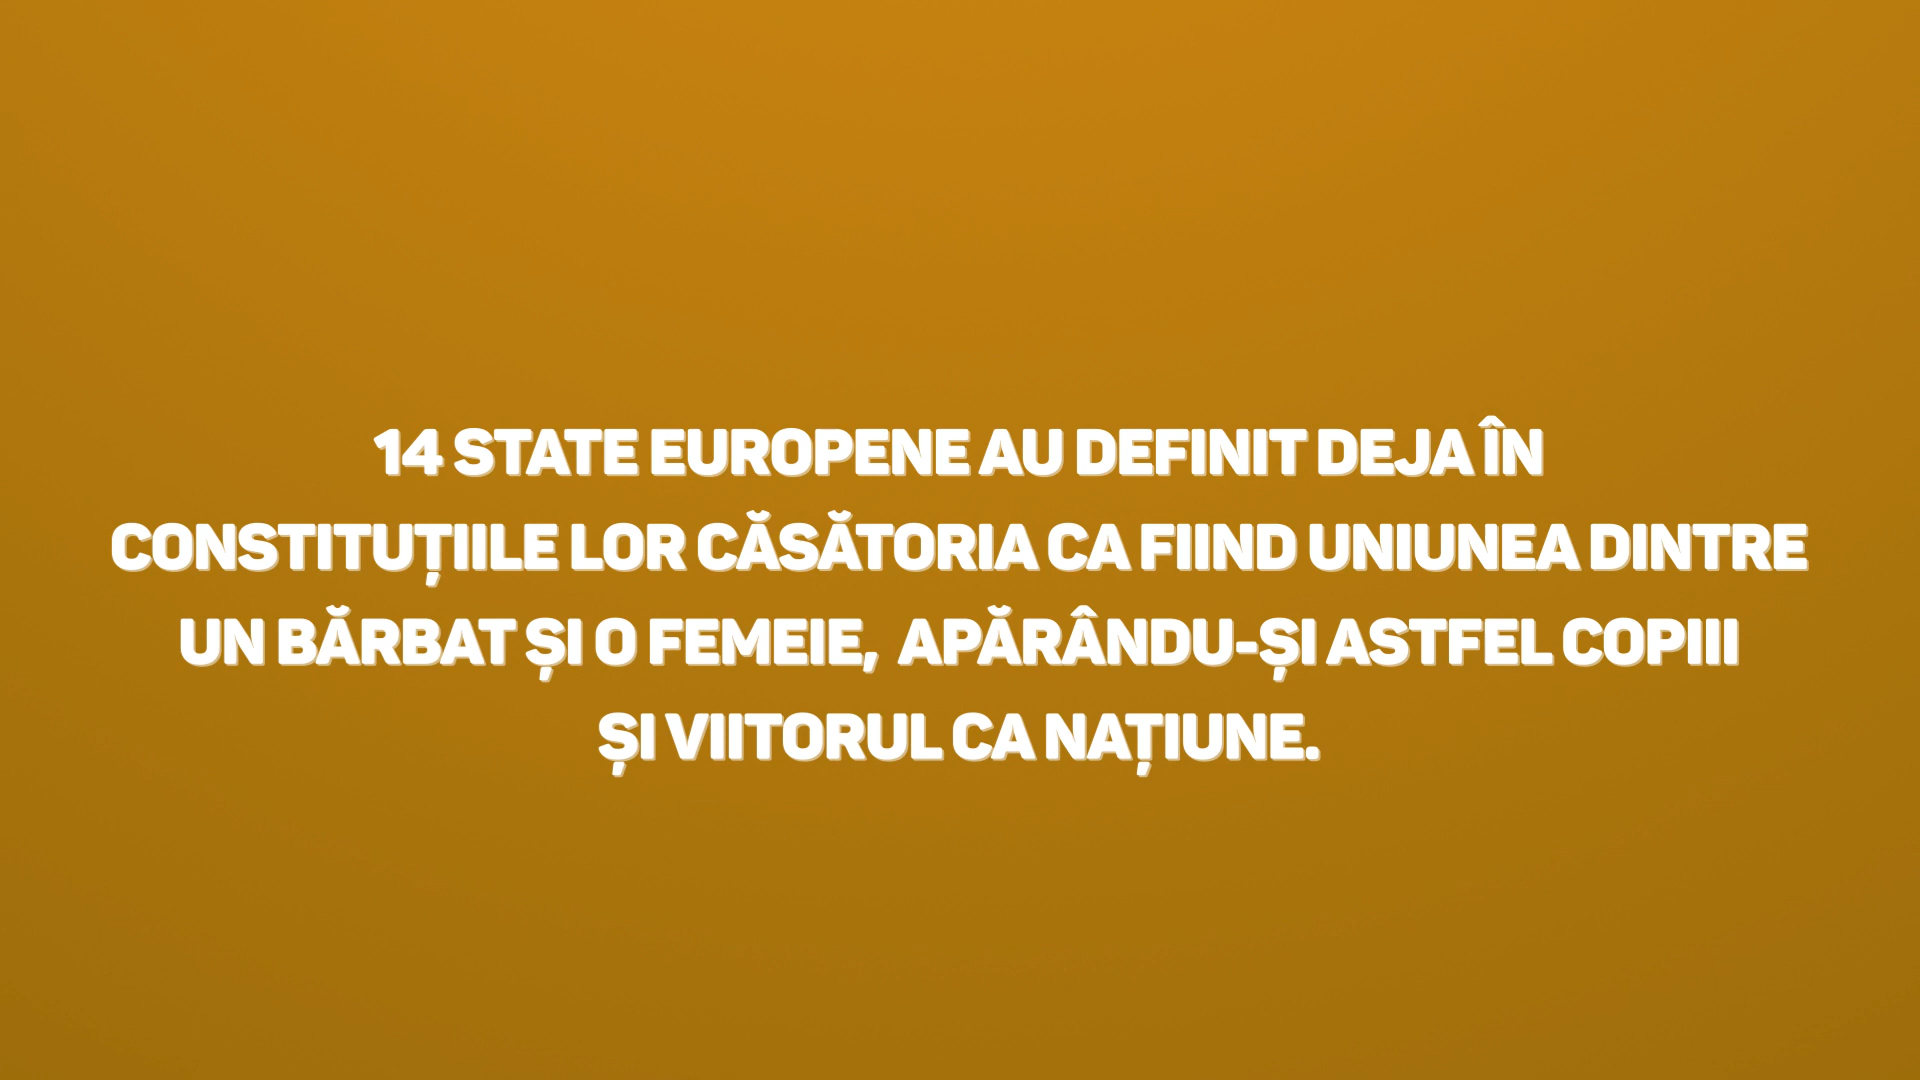 14 STATE EUROPENE AU DEFINIT DEJA ÎN
CONSTITUȚIILE LOR CĂSĂTORIA CA FIIND UNIUNEA DINTRE
UN BĂRBAT ȘI O FEMEIE, APĂRÂNDU-ȘI ASTFEL COPIII
ȘI VIITORUL CA NAȚIUNE.